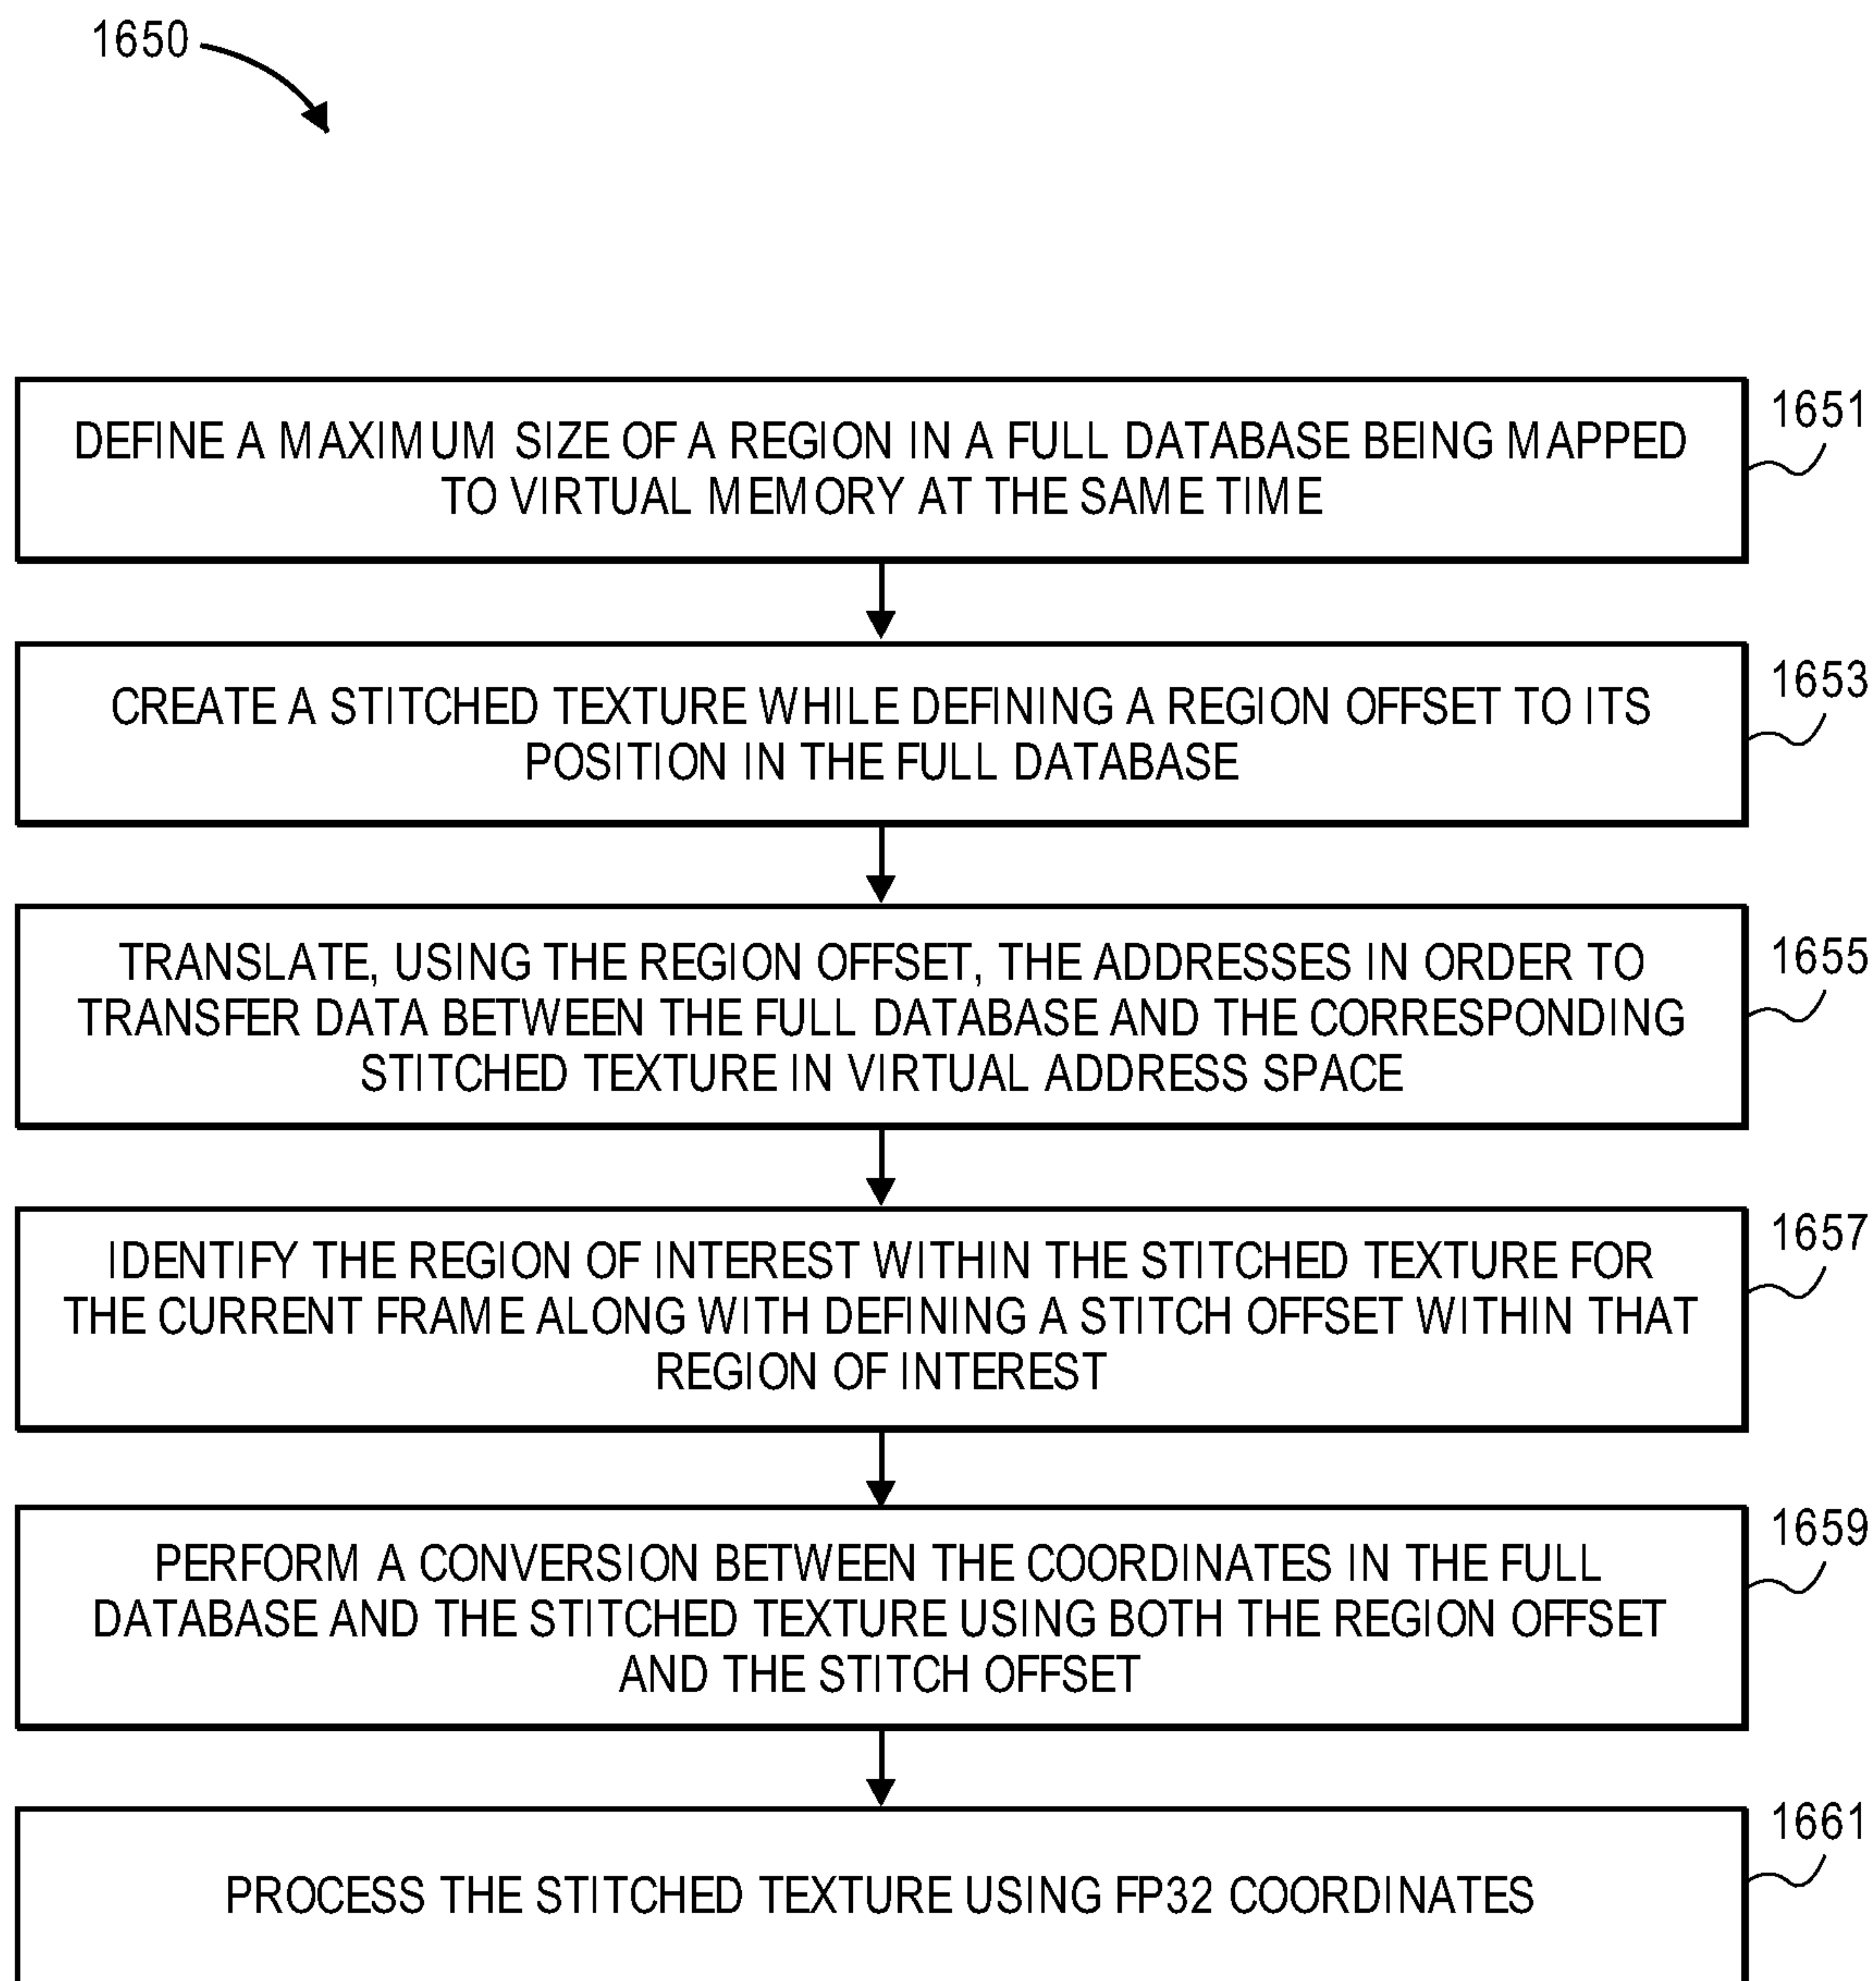 1650
DEFINE A MAXIMUM SIZE OF A REGION IN A FULL DATABASE BEING MAPPED
TO VIRTUAL MEMORY AT THE SAME TIME
1651
CREATE A STITCHED TEXTURE WHILE DEFINING A REGION OFFSET TO ITS
POSITION IN THE FULL DATABASE
1653
TRANSLATE, USING THE REGION OFFSET, THE ADDRESSES IN ORDER TO
TRANSFER DATA BETWEEN THE FULL DATABASE AND THE CORRESPONDING
STITCHED TEXTURE IN VIRTUAL ADDRESS SPACE
1655
IDENTIFY THE REGION OF INTEREST WITHIN THE STITCHED TEXTURE FOR
THE CURRENT FRAME ALONG WITH DEFINING A STITCH OFFSET WITHIN THAT
REGION OF INTEREST
1657
PERFORM A CONVERSION BETWEEN THE COORDINATES IN THE FULL
DATABASE AND THE STITCHED TEXTURE USING BOTH THE REGION OFFSET
AND THE STITCH OFFSET
1659
PROCESS THE STITCHED TEXTURE USING FP32 COORDINATES
1661